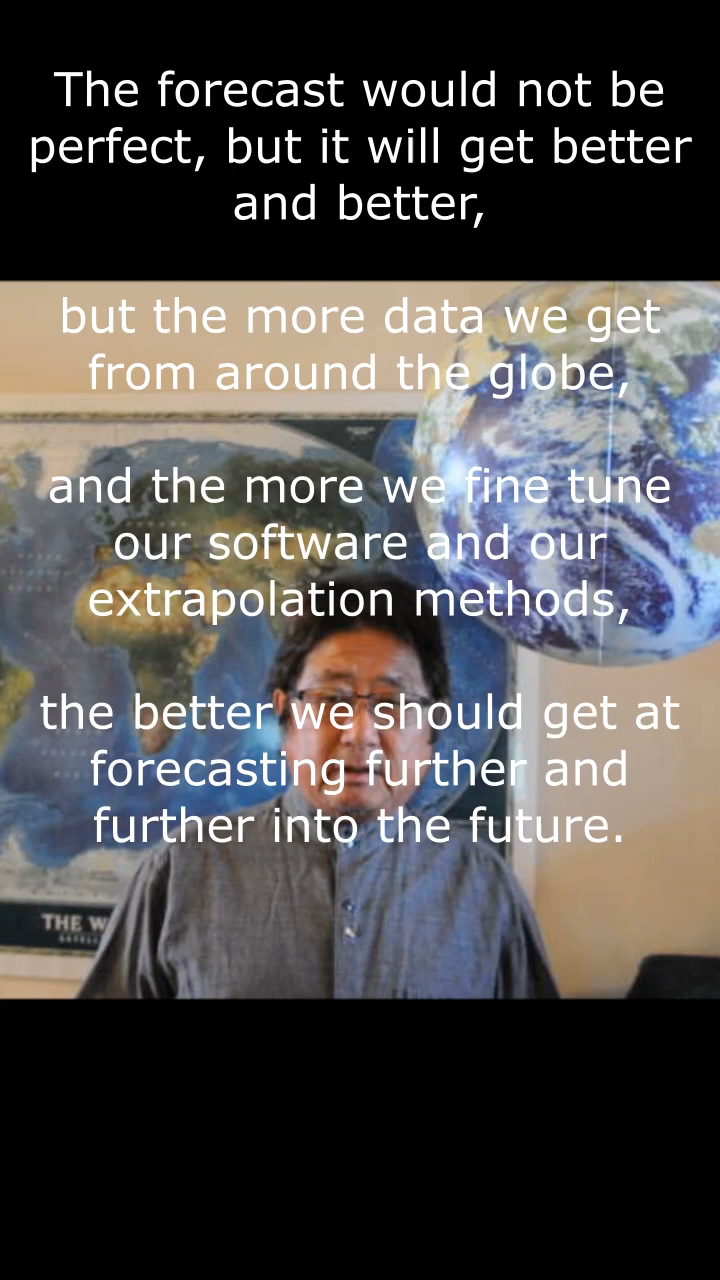 The forecast would not be
perfect, but it will get better
and better,
but the more data we get
from around the globe,
and the more we fine tune
our software and our
extrapolation methods,
the better we should get at
forecasting further and
further into the future.
THE W